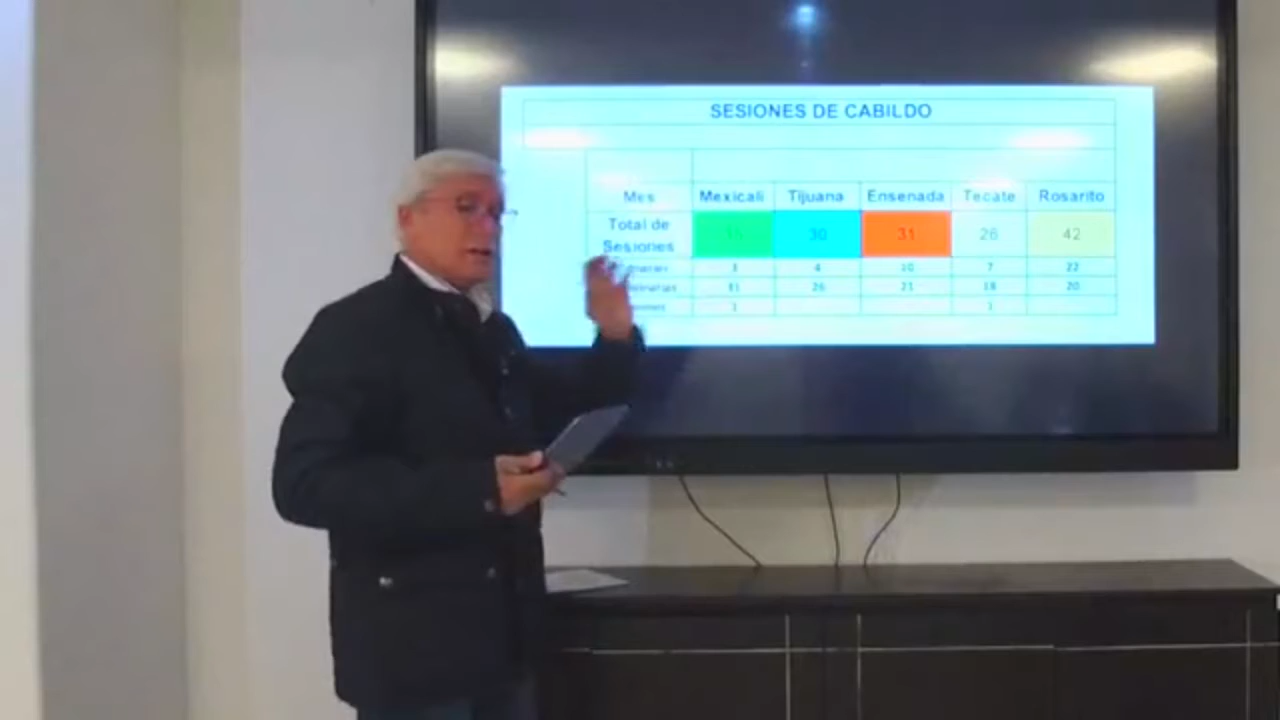 SESIONES DE CABILDO
Mes Mexicali Tijuana Ensenada Tecate Rosarito
Total de
Sesiones
30 31 26 42
3 4 10 7 22
31 26 21 18 20
1 1